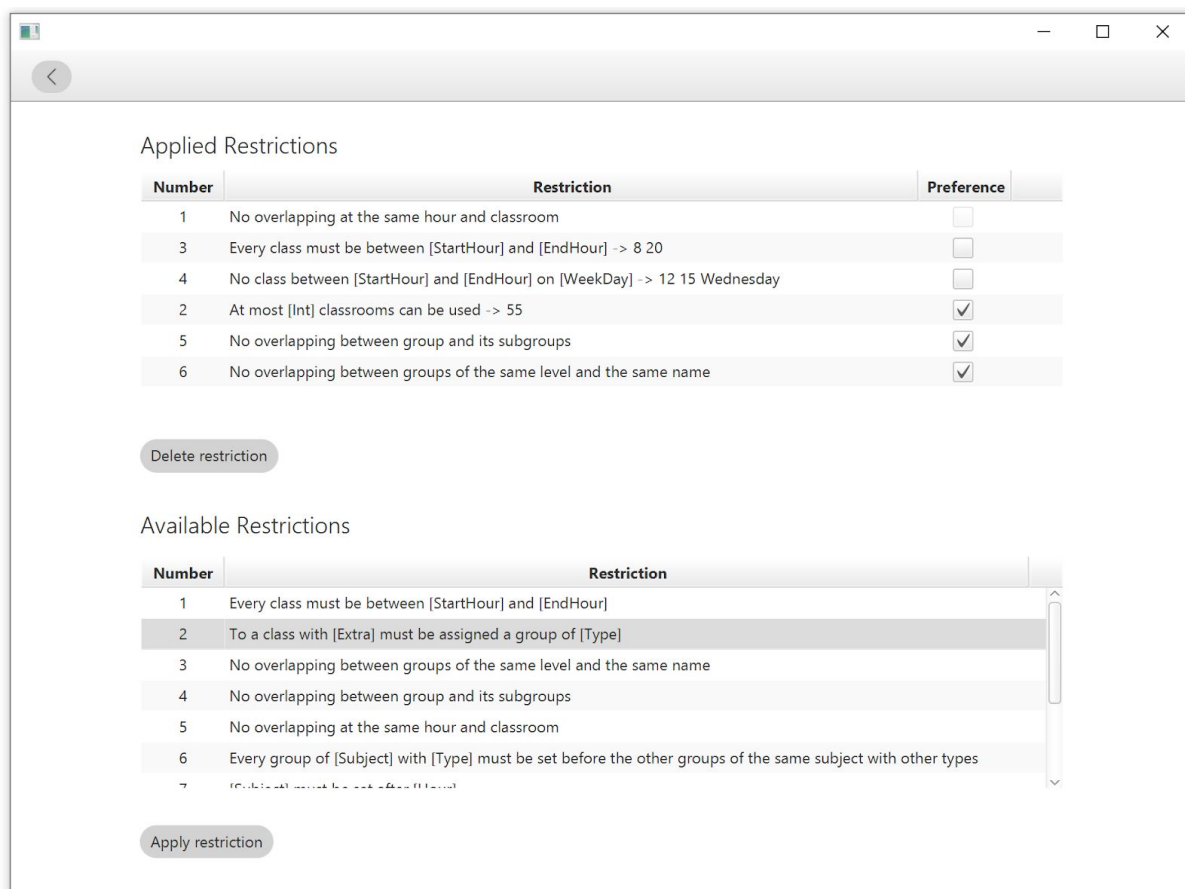 Applied Restrictions
Number Restriction Preference
1 No overlapping at the same hour and classroom
3 Every class must be between [StartHour] and [EndHour] -> 8 20
4 No class between [StartHour] and [EndHour] on [WeekDay] -> 12 15 Wednesday
2 At most [Int] classrooms can be used -> 55
5 No overlapping between group and its subgroups
6 No overlapping between groups of the same level and the same name
Delete restriction
Available Restrictions
Number Restriction
1 Every class must be between [StartHour] and [EndHour]
2 To a class with [Extra] must be assigned a group of [Type]
3 No overlapping between groups of the same level and the same name
4 No overlapping between group and its subgroups
5 No overlapping at the same hour and classroom
6 Every group of [Subject] with [Type] must be set before the other groups of the same subject with other types
7 [Subject] must be set after [Hour]
Apply restriction